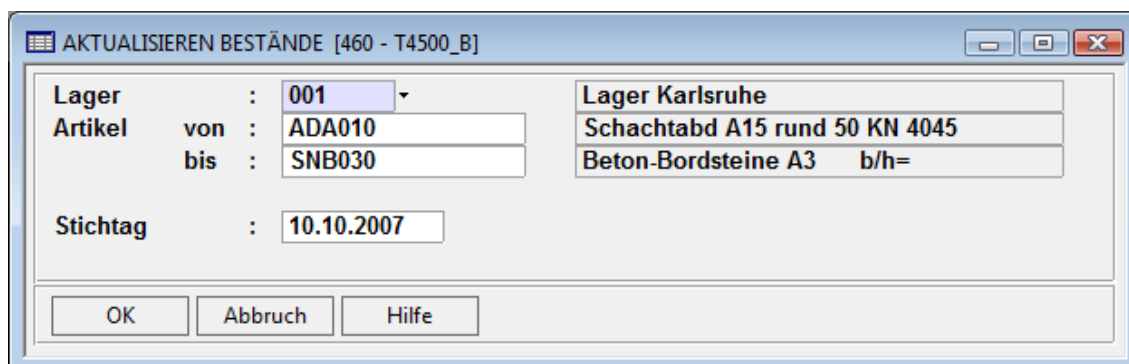 AKTUALISIEREN BESTÄNDE [460 - T4500_B]
Lager : 001 Lager Karlsruhe
Artikel von : ADA010 Schachtabd A15 rund 50 KN 4045
bis : SNB030 Beton-Bordsteine A3 b/h=
Stichtag : 10.10.2007
OK Abbruch Hilfe